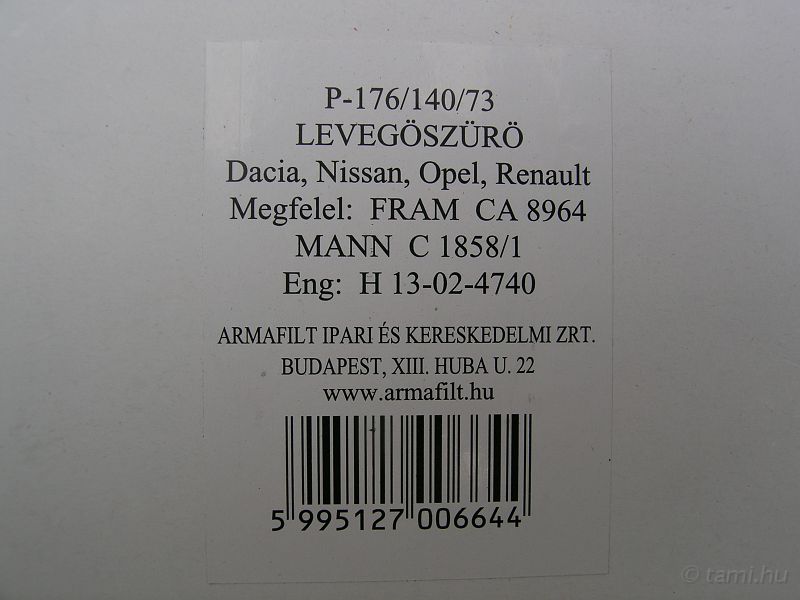 P-176/140/73
LEVEGÖSZÜRÖ
Dacia, Nissan, Opel, Renault
Megfelel: FRAM CA 8964
MANN C 1858/1
Eng: H 13-02-4740
ARMAFILT IPARI ÉS KERESKEDELMI ZRT.
BUDAPEST, XIII. HUBA U. 22
www.armafilt.hu
5 995127 006644
© tami.hu